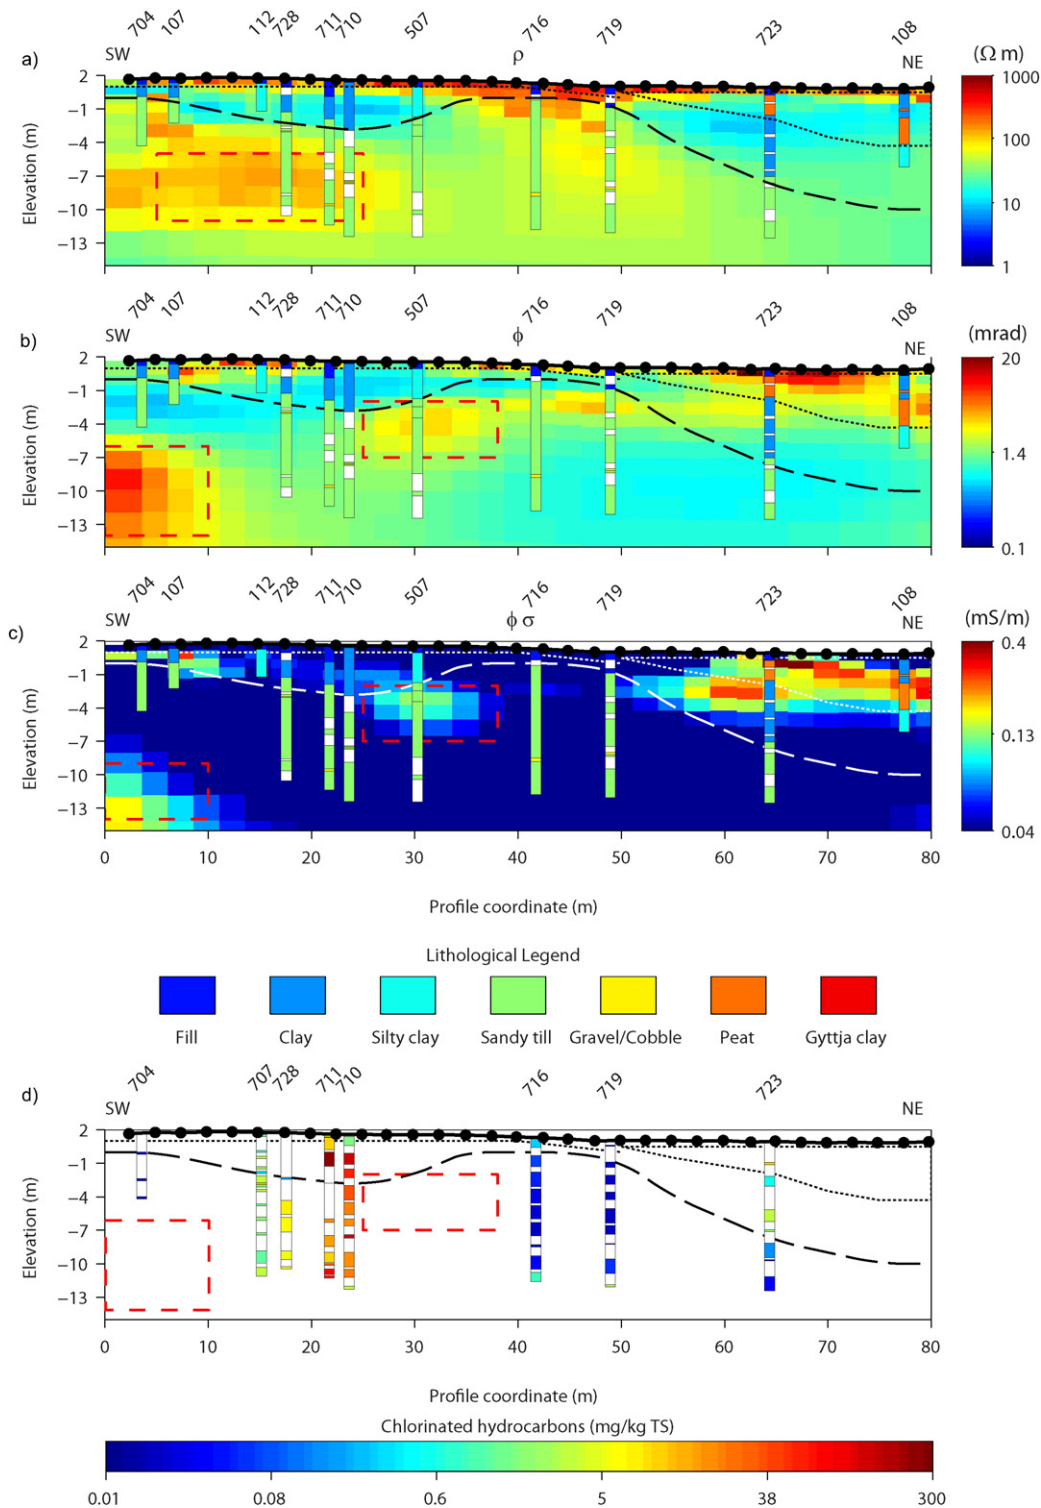 704 107 112 728 711 710 507 716 719 723 108
a) SW ρ NE (Ω m)
2 1000
−1
−4 100
−7
−10 10
−13
1
Elevation (m)
704 107 112 728 711 710 507 716 719 723 108
b) SW ϕ NE (mrad)
2 20
−1
−4 1.4
−7
−10
−13 0.1
Elevation (m)
704 107 112 728 711 710 507 716 719 723 108
c) SW ϕ σ NE (mS/m)
2 0.4
−1
−4 0.13
−7
−10
−13 0.04
Elevation (m)
0 10 20 30 40 50 60 70 80
Profile coordinate (m)
Lithological Legend
Fill Clay Silty clay Sandy till Gravel/Cobble Peat Gyttja clay
704 707 728 711 710 716 719 723
d) SW NE
2
−1
−4
−7
−10
−13
Elevation (m)
0 10 20 30 40 50 60 70 80
Profile coordinate (m)
Chlorinated hydrocarbons (mg/kg TS)
0.01 0.08 0.6 5 38 300